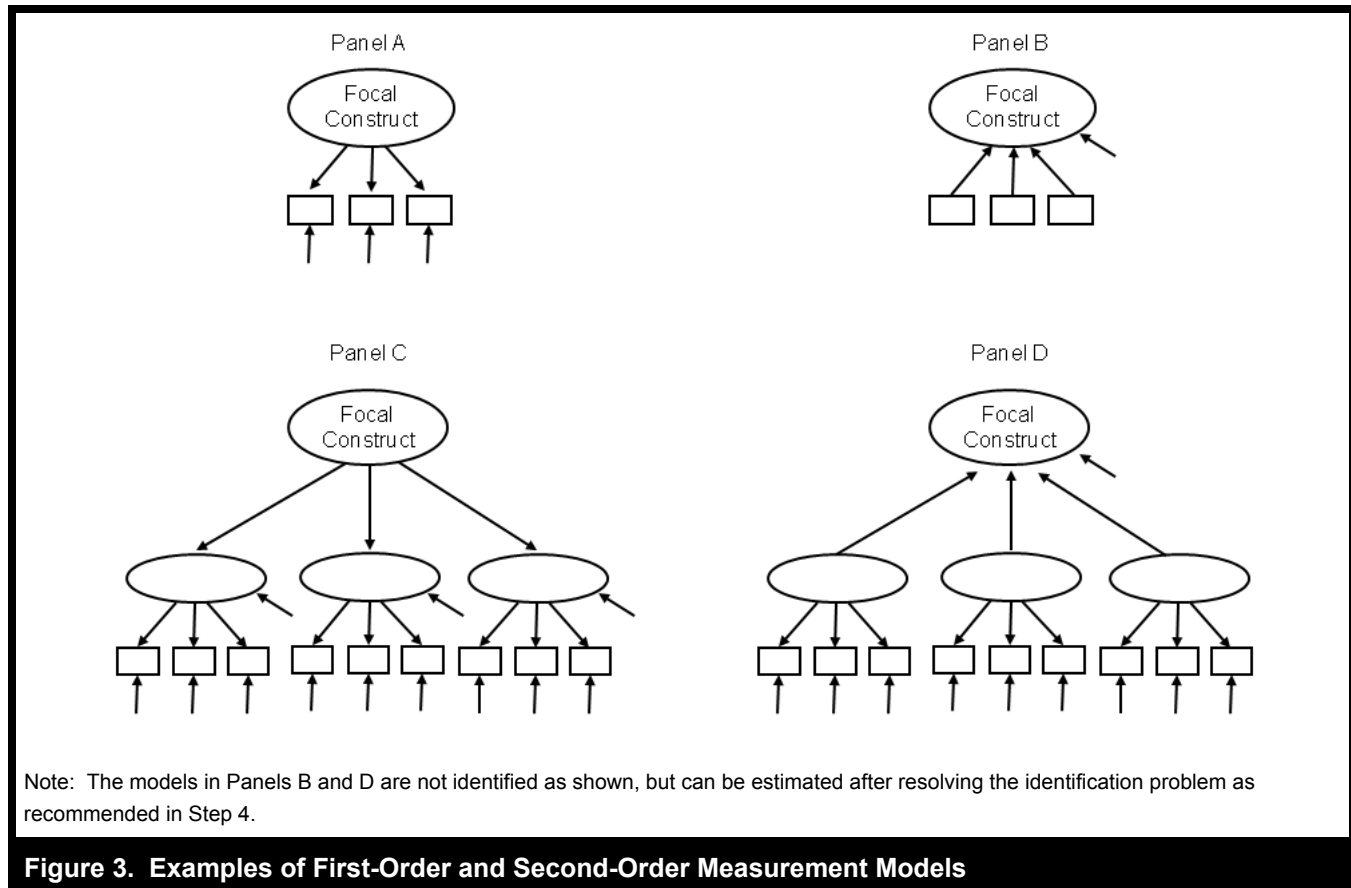 Panel A
Focal
Construct
Panel B
Focal
Construct
Panel C
Focal
Construct
Panel D
Focal
Construct
Note: The models in Panels B and D are not identified as shown, but can be estimated after resolving the identification problem as
recommended in Step 4.
Figure 3. Examples of First-Order and Second-Order Measurement Models